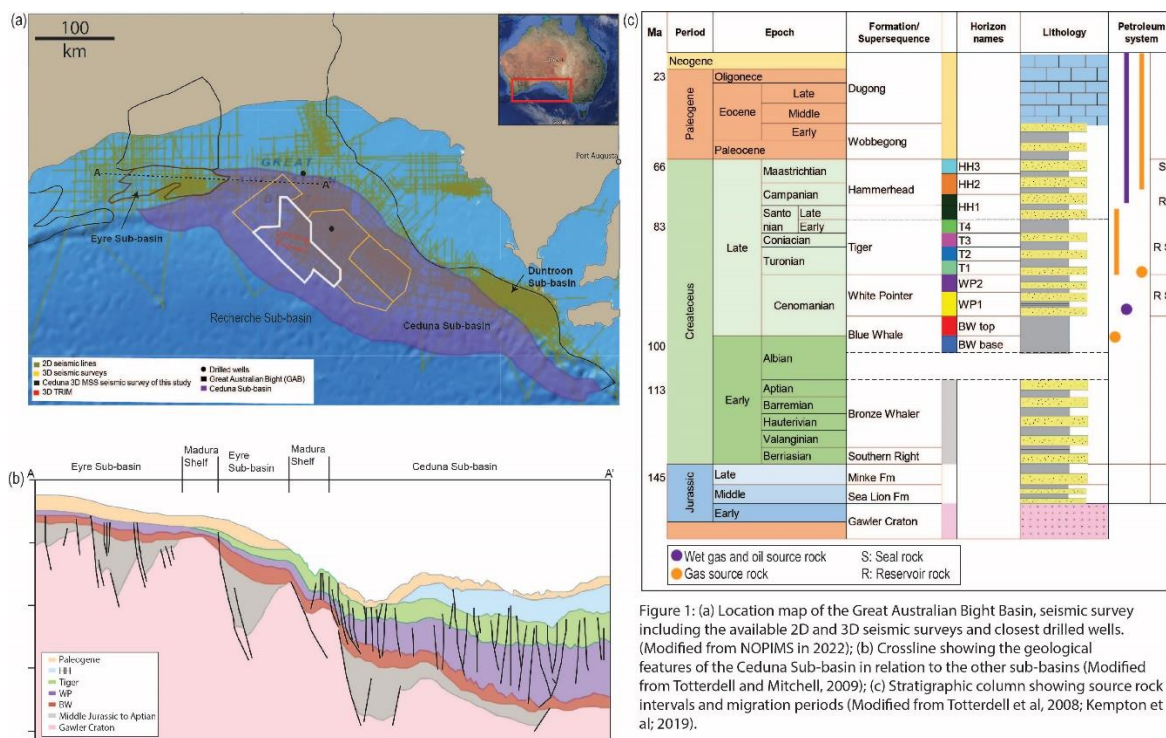 (a)
100
km
Port Augusta
GREAT
A
A'
Eyre Sub-basin
Duntroon
Sub-basin
Recherche Sub-basin
Ceduna Sub-basin
2D seismic lines
3D seismic surveys
Ceduna 3D MSS seismic survey of this study
3D TRIM
Drilled wells
Great Australian Bight (GAB)
Ceduna Sub-basin
(b)
A
Eyre Sub-basin
Madura
Shelf
Eyre
Sub-basin
Madura
Shelf
Ceduna Sub-basin
A'
Paleogene
HH
Tiger
WP
BW
Middle Jurassic to Aptian
Gawler Craton
(c)
Ma
Period
Epoch
Formation/
Supersequence
Horizon
names
Lithology
Petroleum
system
Neogene
23
Paleogene
Oligonece
Eocene
Late
Middle
Early
Paleocene
Dugong
Wobbegong
66
Createceus
Late
Maastrichtian
Campanian
Santo
nian
Late
Early
Coniacian
Turonian
Cenomanian
Hammerhead
HH3
HH2
HH1
S
R
83
Tiger
T4
T3
T2
T1
R S
White Pointer
WP2
WP1
R S
Blue Whale
BW top
BW base
100
Early
Albian
113
Aptian
Barremian
Hauterivian
Valanginian
Berriasian
Bronze Whaler
Southern Right
145
Jurassic
Late
Middle
Early
Minke Fm
Sea Lion Fm
Gawler Craton
Wet gas and oil source rock
Gas source rock
S: Seal rock
R: Reservoir rock
Figure 1: (a) Location map of the Great Australian Bight Basin, seismic survey
including the available 2D and 3D seismic surveys and closest drilled wells.
(Modified from NOPIMS in 2022); (b) Crossline showing the geological
features of the Ceduna Sub-basin in relation to the other sub-basins (Modified
from Totterdell and Mitchell, 2009); (c) Stratigraphic column showing source rock
intervals and migration periods (Modified from Totterdell et al, 2008; Kempton et
al; 2019).